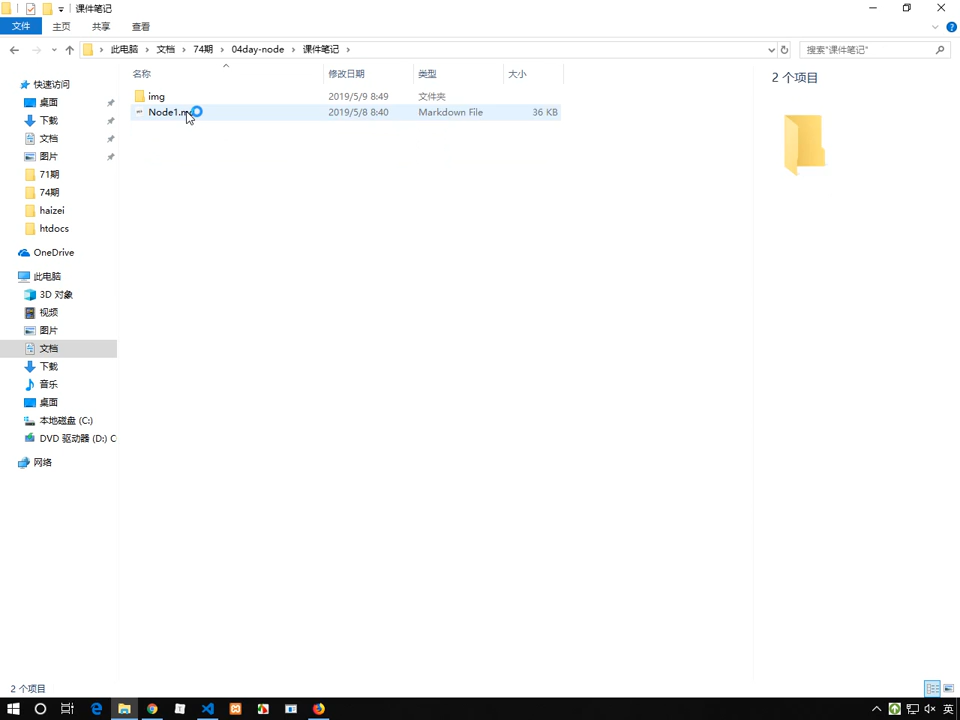 课件笔记
文件 主页 共享 查看
此电脑 文档 74期 04day-node 课件笔记 搜索"课件笔记"
名称 修改日期 类型 大小 2 个项目
快速访问
img 2019/5/9 8:49 文件夹
桌面
Node1.m 2019/5/8 8:40 Markdown File 36 KB
下载
文档
图片
71期
74期
haizei
htdocs
OneDrive
此电脑
3D 对象
视频
图片
文档
下载
音乐
桌面
本地磁盘 (C:)
DVD 驱动器 (D:) C
网络
2 个项目
英